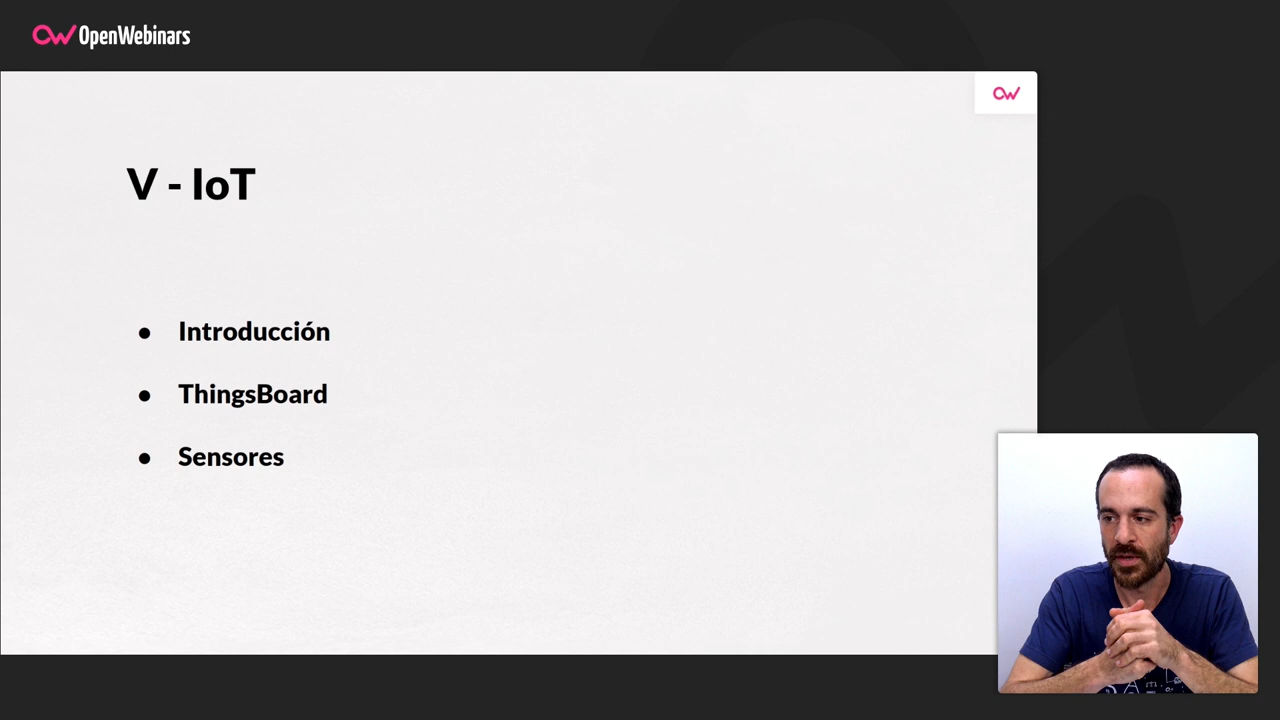 OpenWebinars
V - IoT
● Introducción
● ThingsBoard
● Sensores